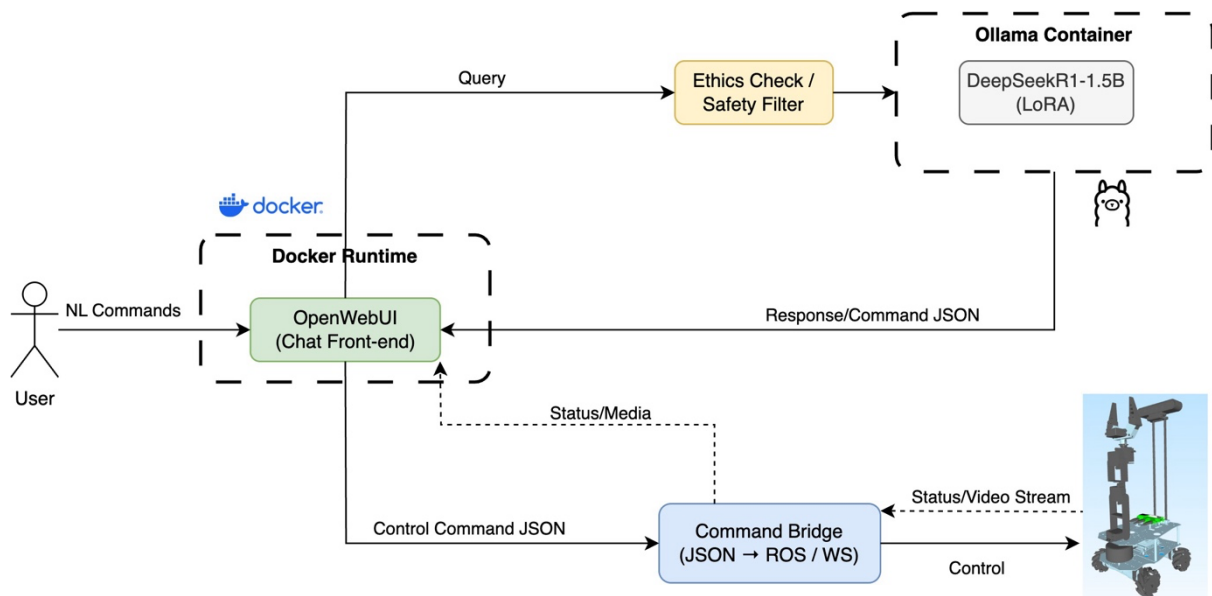 Ollama Container
DeepSeekR1-1.5B
(LoRA)
Query
Ethics Check /
Safety Filter
docker
Docker Runtime
NL Commands
OpenWebUI
(Chat Front-end)
Response/Command JSON
User
Status/Media
Status/Video Stream
Control Command JSON
Command Bridge
(JSON → ROS / WS)
Control